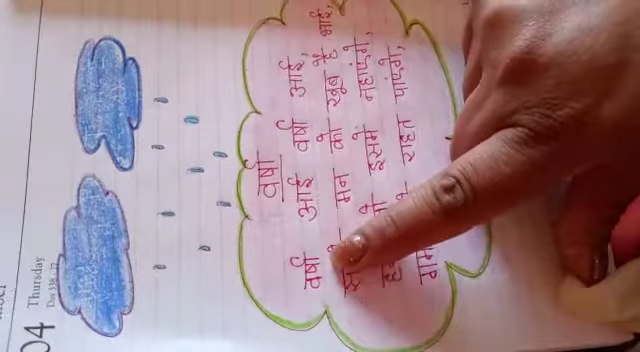 04
Thursday
वर्षा
वर्षा आई वर्षा आई,
मन को खूब है भाई,
इसमे नहाएंगे,
राहत पाएंगे,